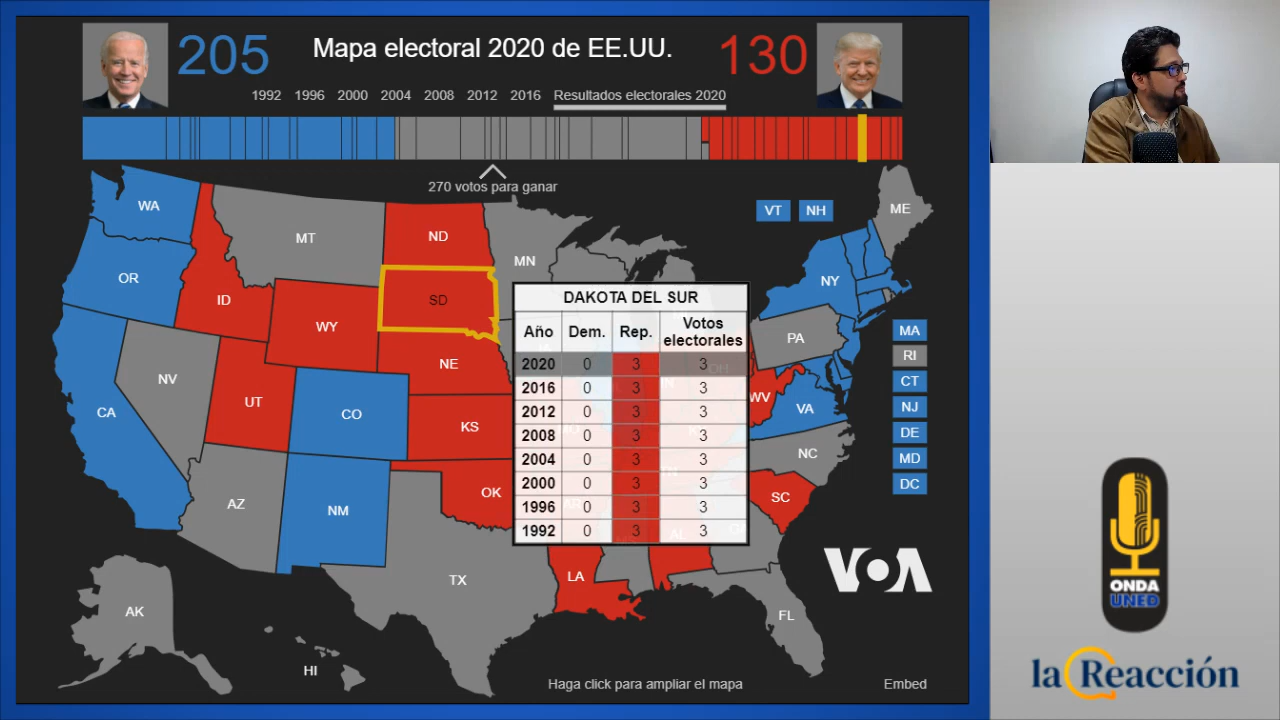 205
Mapa electoral 2020 de EE.UU.
130
1992 1996 2000 2004 2008 2012 2016 Resultados electorales 2020
270 votos para ganar
WA
MT
ND
MN
VT NH
ME
OR
ID
WY
SD
NY
NV
UT
CO
NE
KS
PA
CA
AZ
NM
OK
TX
WV
VA
NC
SC
LA
FL
AK
HI
MA
RI
CT
NJ
DE
MD
DC
DAKOTA DEL SUR
Año Dem. Rep. Votos electorales
2020 0 3 3
2016 0 3 3
2012 0 3 3
2008 0 3 3
2004 0 3 3
2000 0 3 3
1996 0 3 3
1992 0 3 3
VOA
Haga click para ampliar el mapa
Embed
ONDA
UNED
la Reacción